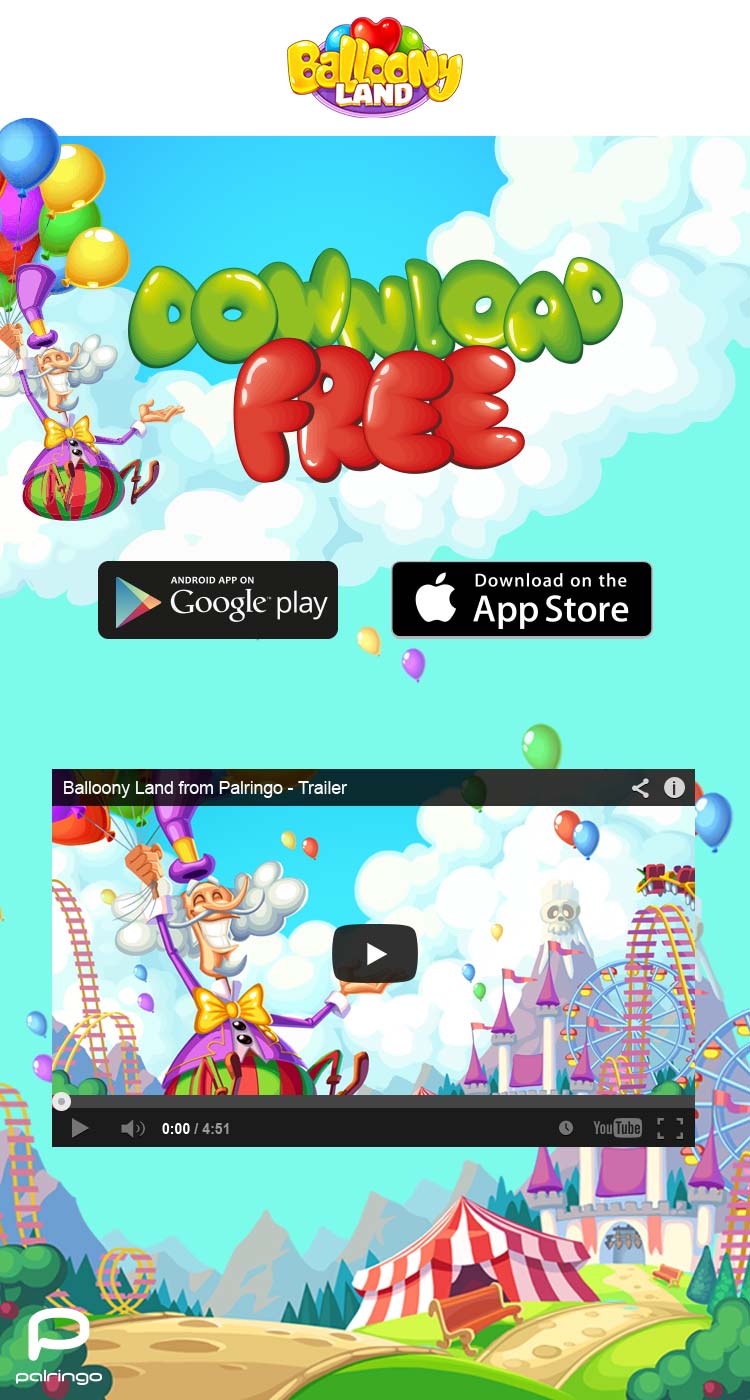 Balloony
LAND
DOWNLOAD
FREE
ANDROID APP ON
Google™ play
Download on the
App Store
Balloony Land from Palringo - Trailer
0:00 / 4:51
YouTube
palringo